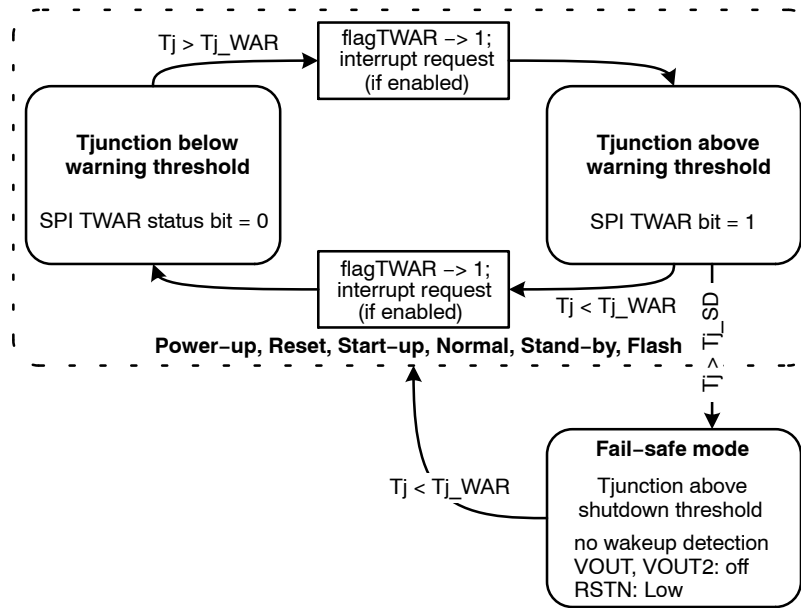 Tj > Tj_WAR
flagTWAR −> 1;
interrupt request
(if enabled)
Tjunction below
warning threshold
SPI TWAR status bit = 0
Tjunction above
warning threshold
SPI TWAR bit = 1
flagTWAR −> 1;
interrupt request
(if enabled)
Tj < Tj_WAR
Tj > Tj_SD
Power−up, Reset, Start−up, Normal, Stand−by, Flash
Tj < Tj_WAR
Fail−safe mode
Tjunction above
shutdown threshold
no wakeup detection
VOUT, VOUT2: off
RSTN: Low